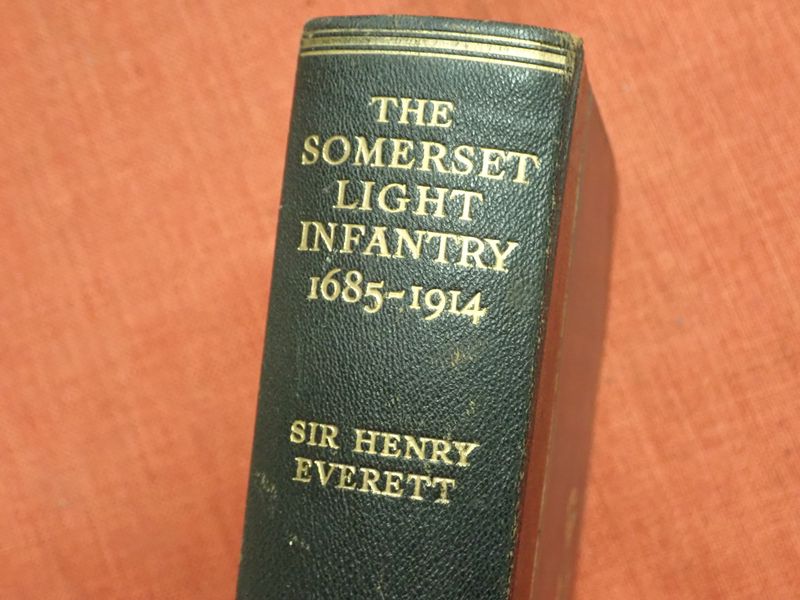 THE
SOMERSET
LIGHT
INFANTRY
1685-1914
SIR HENRY
EVERETT